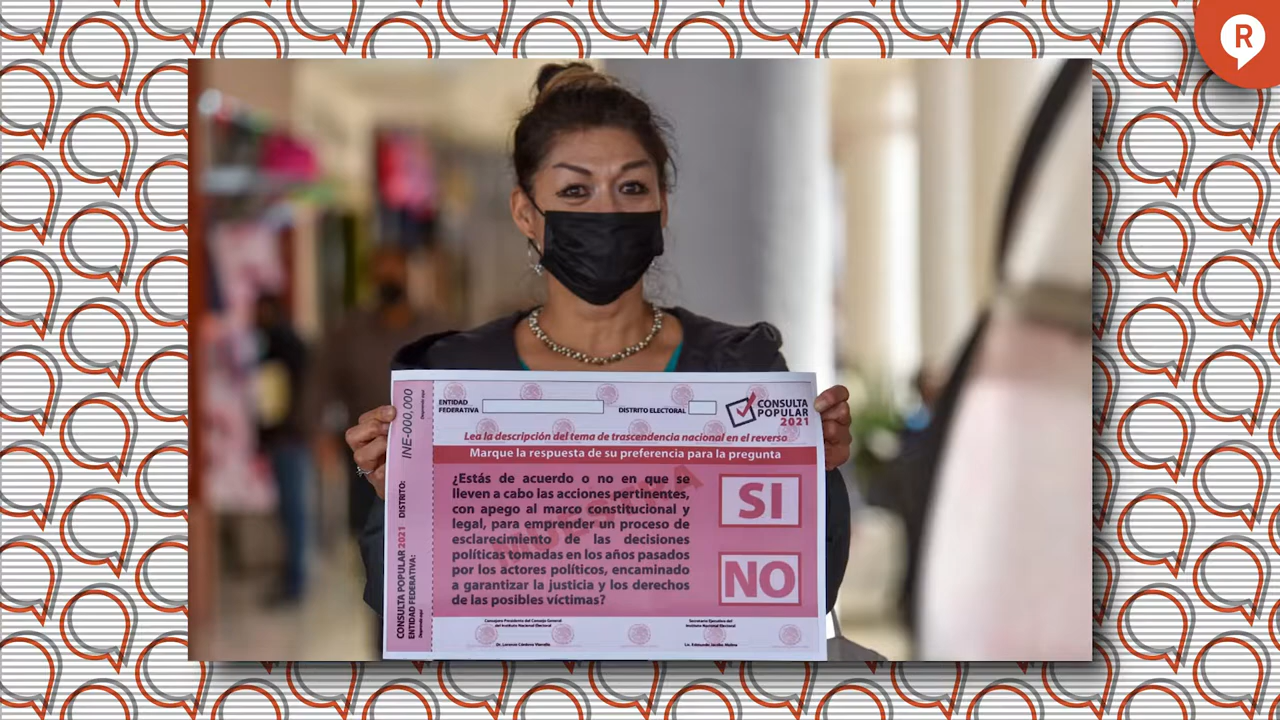 R
ENTIDAD
FEDERATIVA
DISTRITO ELECTORAL
CONSULTA
POPULAR
2021
Lea la descripción del tema de trascendencia nacional en el reverso
Marque la respuesta de su preferencia para la pregunta
¿Estás de acuerdo o no en que se
lleven a cabo las acciones pertinentes,
con apego al marco constitucional y
legal, para emprender un proceso de
esclarecimiento de las decisiones
políticas tomadas en los años pasados
por los actores políticos, encaminado
a garantizar la justicia y los derechos
de las posibles víctimas?
SI
NO
INE-000,000
CONSULTA POPULAR 2021 DISTRITO:
ENTIDAD FEDERATIVA:
Desprenda aquí
Desprenda aquí
Consejero Presidente del Consejo General
del Instituto Nacional Electoral
Dr. Lorenzo Córdova Vianello
Secretario Ejecutivo del
Instituto Nacional Electoral
Lic. Edmundo Jacobo Molina